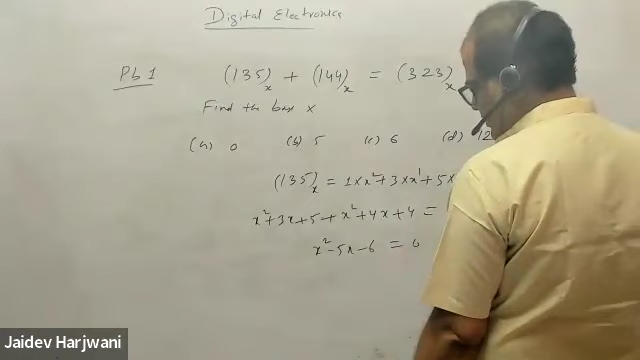 Digital Electronics
Pb 1 (135)x + (144)x = (323)x
Find the base x
(a) 0 (b) 5 (c) 6 (d) 12
(135)x = 1×x²+3×x¹+5×
x²+3x+5+x²+4x+4 =
x²-5x-6 = 0
Jaidev Harjwani